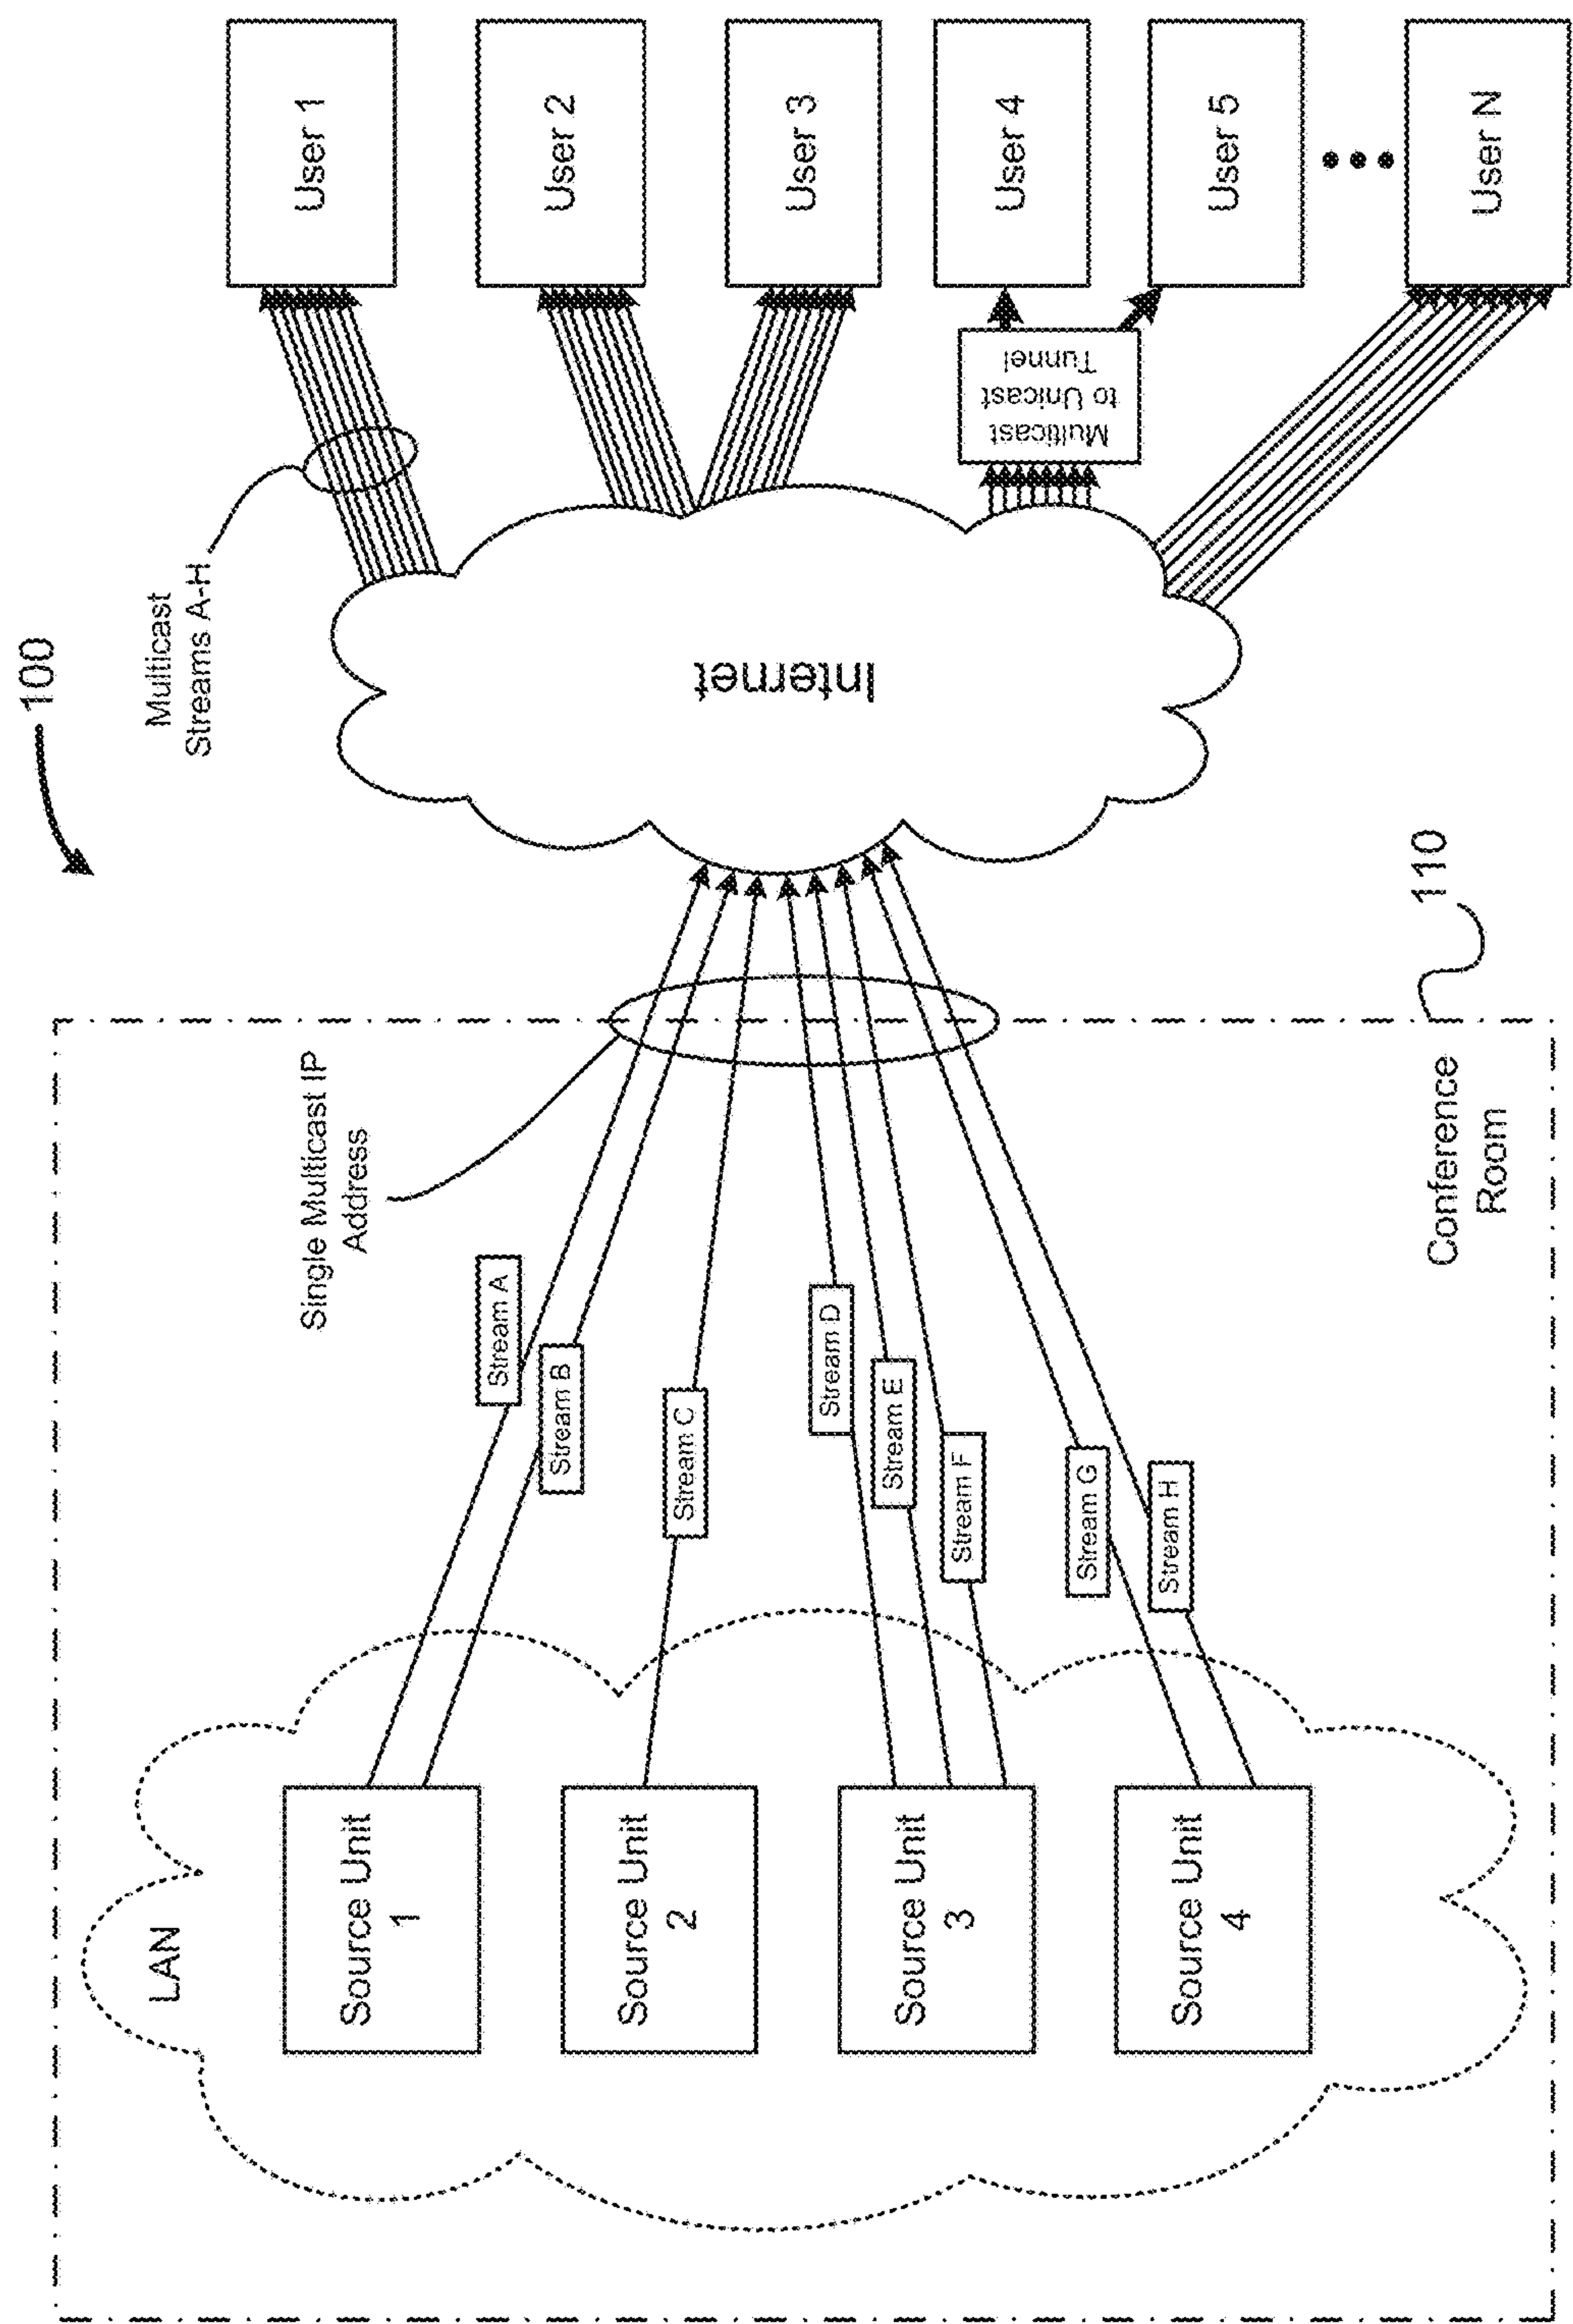 100
LAN
Source Unit
1
Source Unit
2
Source Unit
3
Source Unit
4
Stream A
Stream B
Stream C
Stream D
Stream E
Stream F
Stream G
Stream H
Single Multicast IP
Address
Conference
Room
110
Internet
Multicast
Streams A-H
Multicast
to Unicast
Tunnel
User 1
User 2
User 3
User 4
User 5
User N